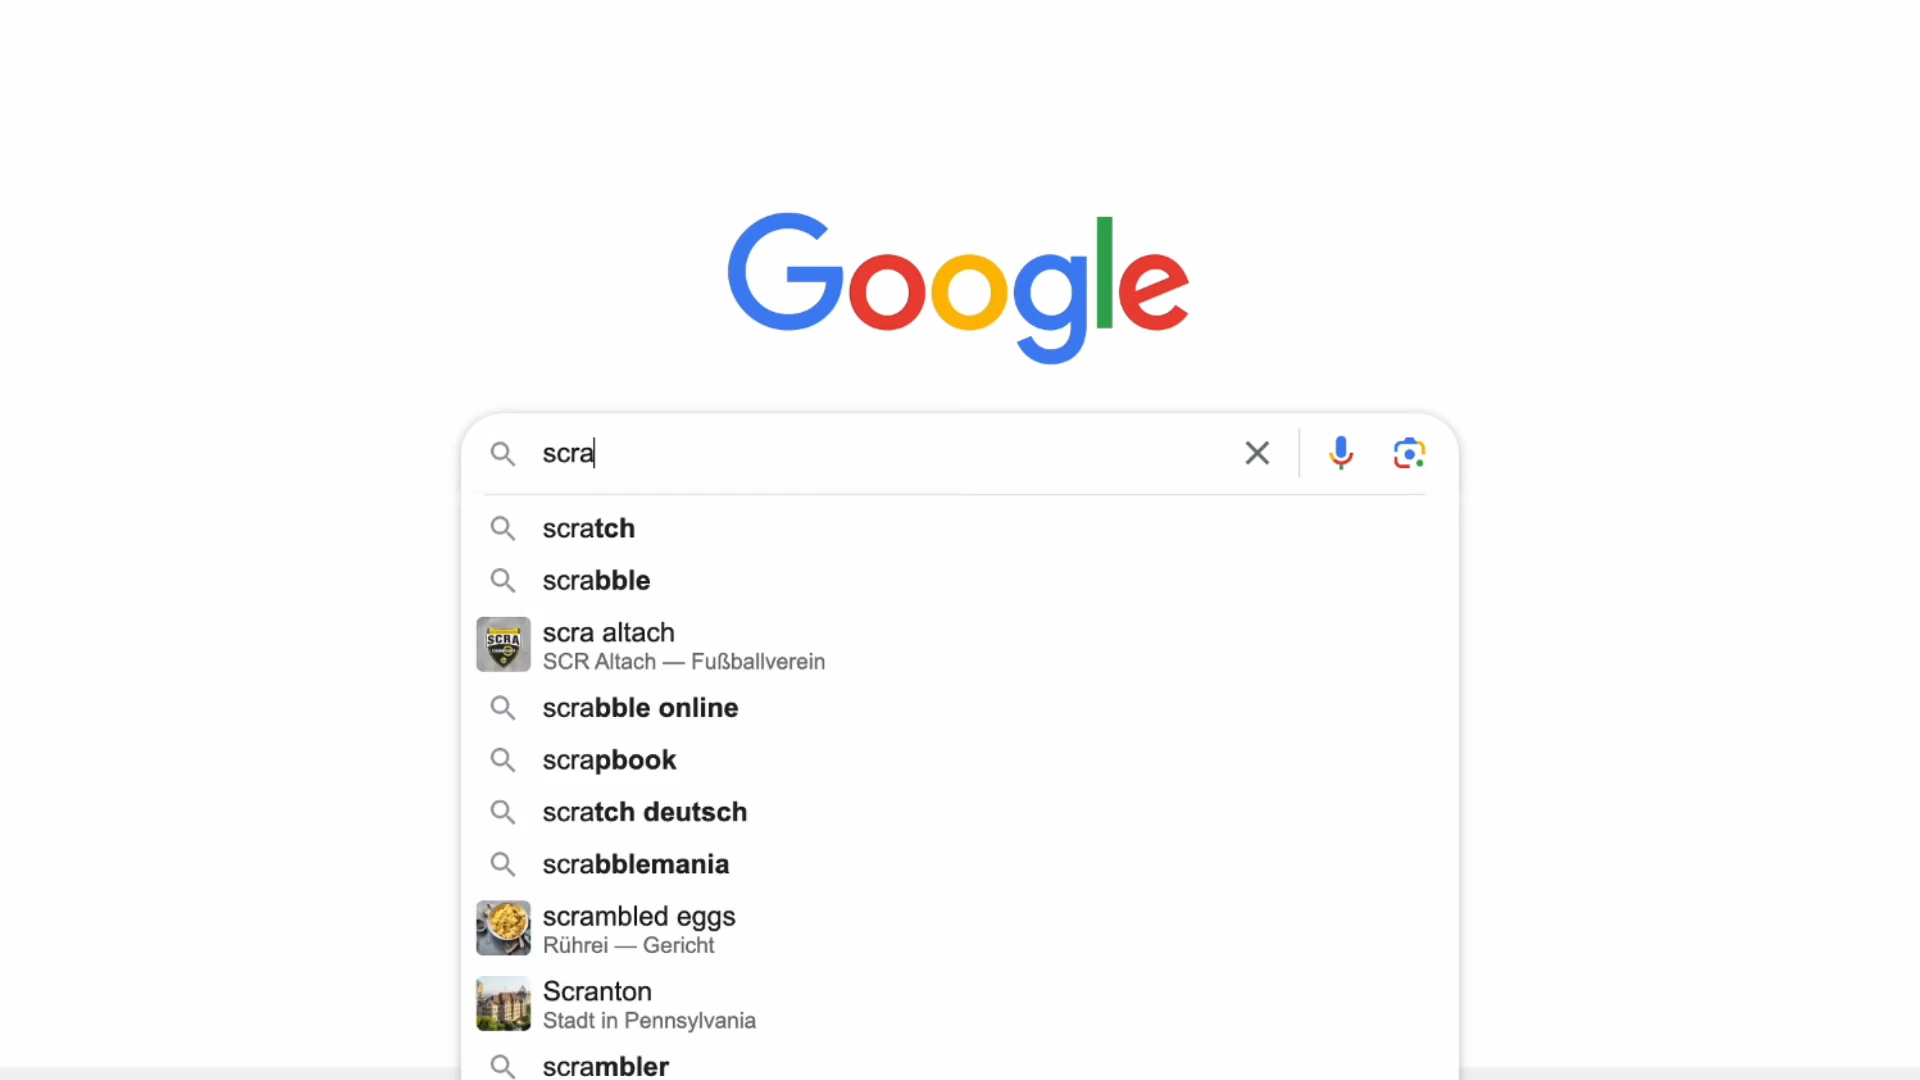 Google
scra
scratch
scrabble
SCRA
scra altach
SCR Altach — Fußballverein
scrabble online
scrapbook
scratch deutsch
scrabblemania
scrambled eggs
Rührei — Gericht
Scranton
Stadt in Pennsylvania
scrambler